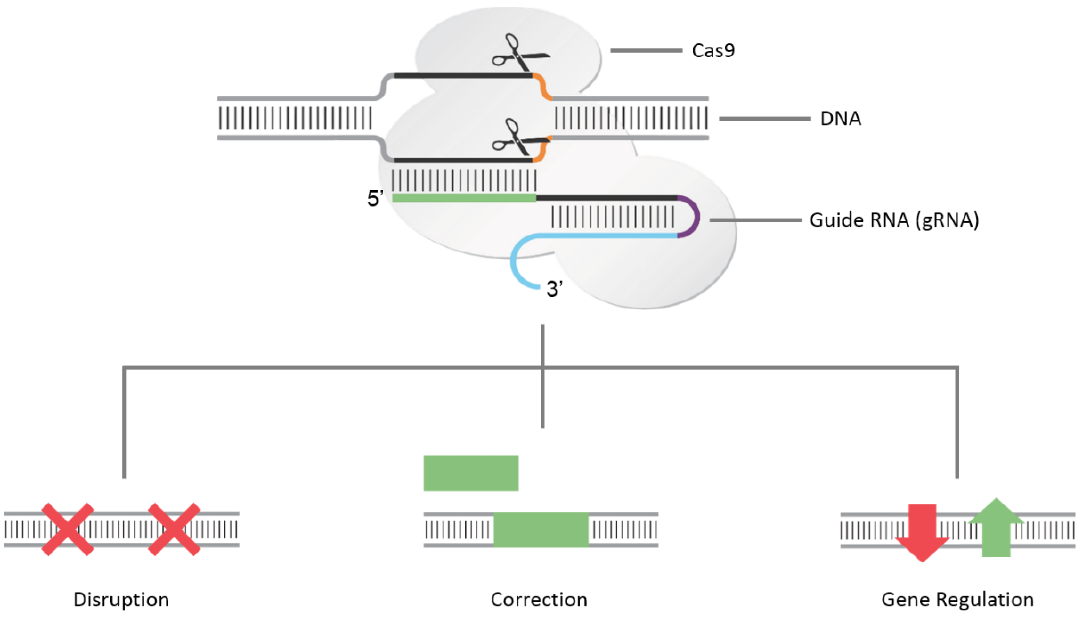 Cas9
DNA
5’
Guide RNA (gRNA)
3’
Disruption
Correction
Gene Regulation